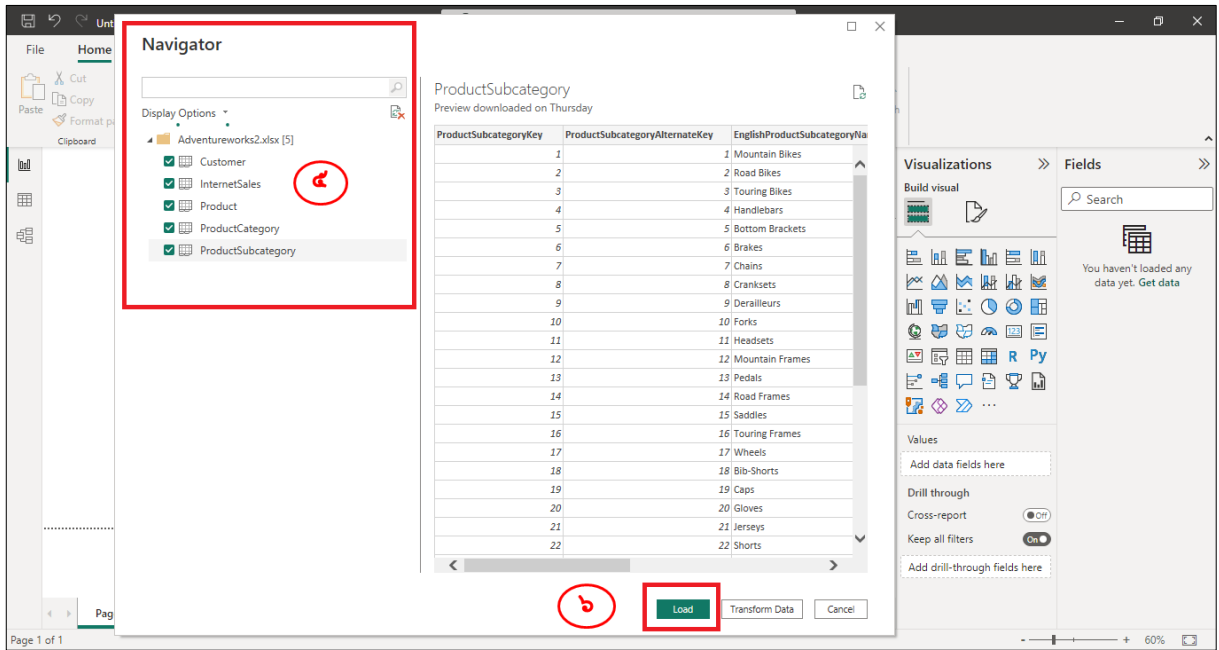 Unt
File Home
Cut
Copy
Format p
Paste
Clipboard
Navigator
Display Options
Adventureworks2.xlsx [5]
Customer
InternetSales
Product
ProductCategory
ProductSubcategory
๕
ProductSubcategory
Preview downloaded on Thursday
ProductSubcategoryKey ProductSubcategoryAlternateKey EnglishProductSubcategoryNa
1 1 Mountain Bikes
2 2 Road Bikes
3 3 Touring Bikes
4 4 Handlebars
5 5 Bottom Brackets
6 6 Brakes
7 7 Chains
8 8 Cranksets
9 9 Derailleurs
10 10 Forks
11 11 Headsets
12 12 Mountain Frames
13 13 Pedals
14 14 Road Frames
15 15 Saddles
16 16 Touring Frames
17 17 Wheels
18 18 Bib-Shorts
19 19 Caps
20 20 Gloves
21 21 Jerseys
22 22 Shorts
๖
Load Transform Data Cancel
Visualizations
Build visual
123
R Py
Values
Add data fields here
Drill through
Cross-report Off
Keep all filters On
Add drill-through fields here
Fields
Search
You haven't loaded any
data yet. Get data
Pag
Page 1 of 1
- + 60%